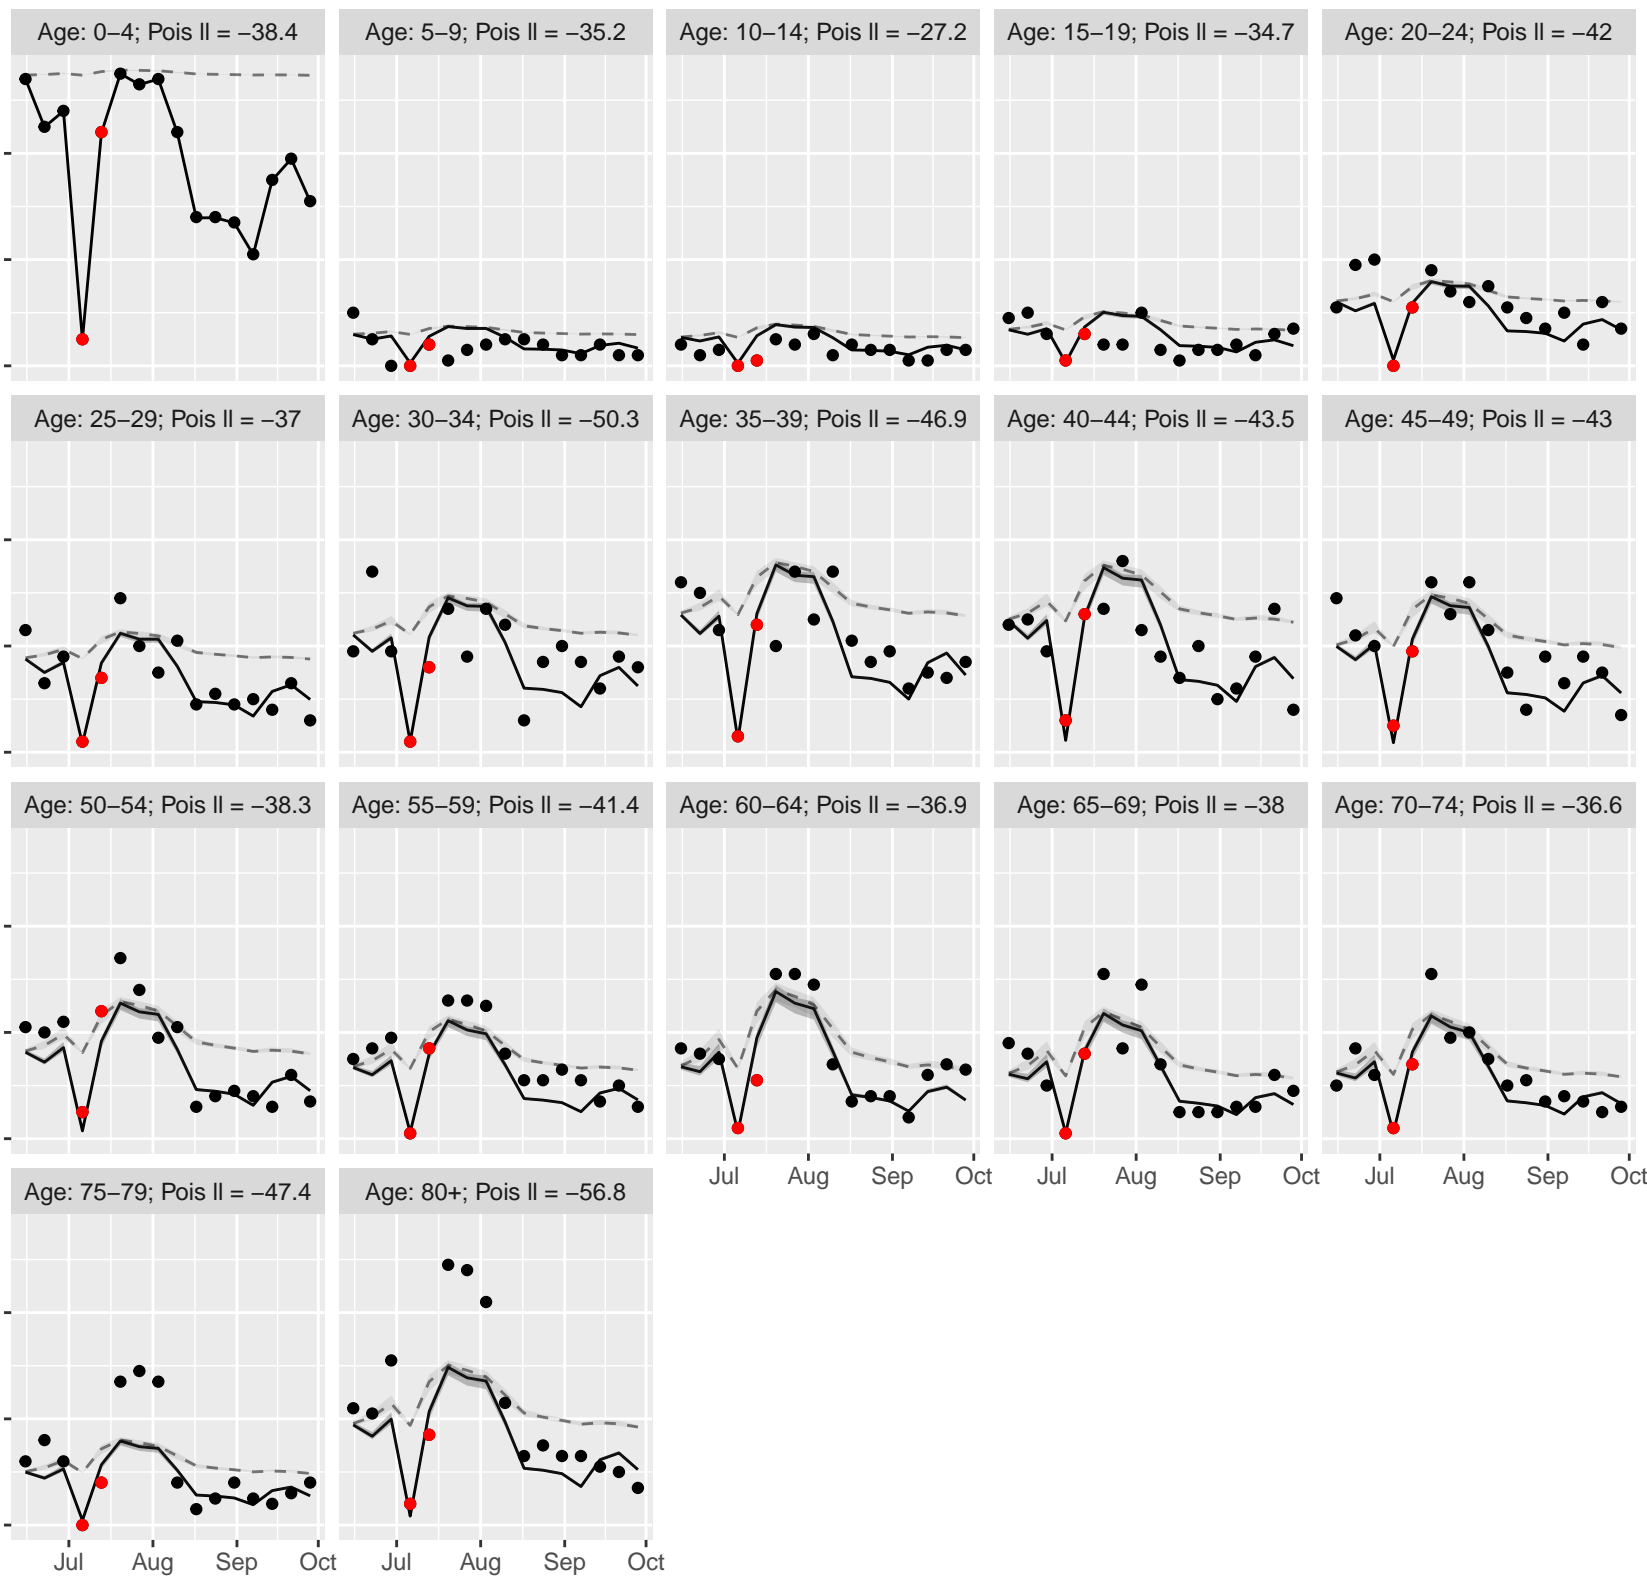 Age: 0−4; Pois ll = −38.4
Age: 5−9; Pois ll = −35.2
Age: 10−14; Pois ll = −27.2
Age: 15−19; Pois ll = −34.7
Age: 20−24; Pois ll = −42
Age: 25−29; Pois ll = −37
Age: 30−34; Pois ll = −50.3
Age: 35−39; Pois ll = −46.9
Age: 40−44; Pois ll = −43.5
Age: 45−49; Pois ll = −43
Age: 50−54; Pois ll = −38.3
Age: 55−59; Pois ll = −41.4
Age: 60−64; Pois ll = −36.9
Age: 65−69; Pois ll = −38
Age: 70−74; Pois ll = −36.6
Jul Aug Sep Oct
Jul Aug Sep Oct
Jul Aug Sep Oct
Age: 75−79; Pois ll = −47.4
Age: 80+; Pois ll = −56.8
Jul Aug Sep Oct
Jul Aug Sep Oct